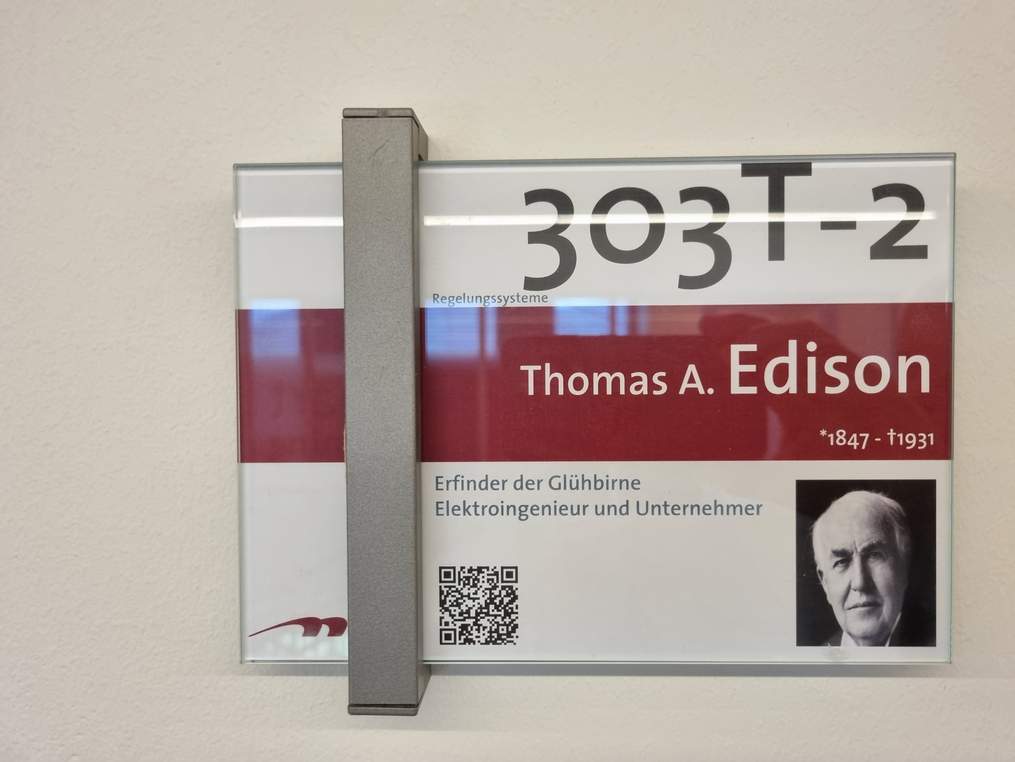 303T-2
Regelungssysteme
Thomas A. Edison
*1847 - †1931
Erfinder der Glühbirne
Elektroingenieur und Unternehmer